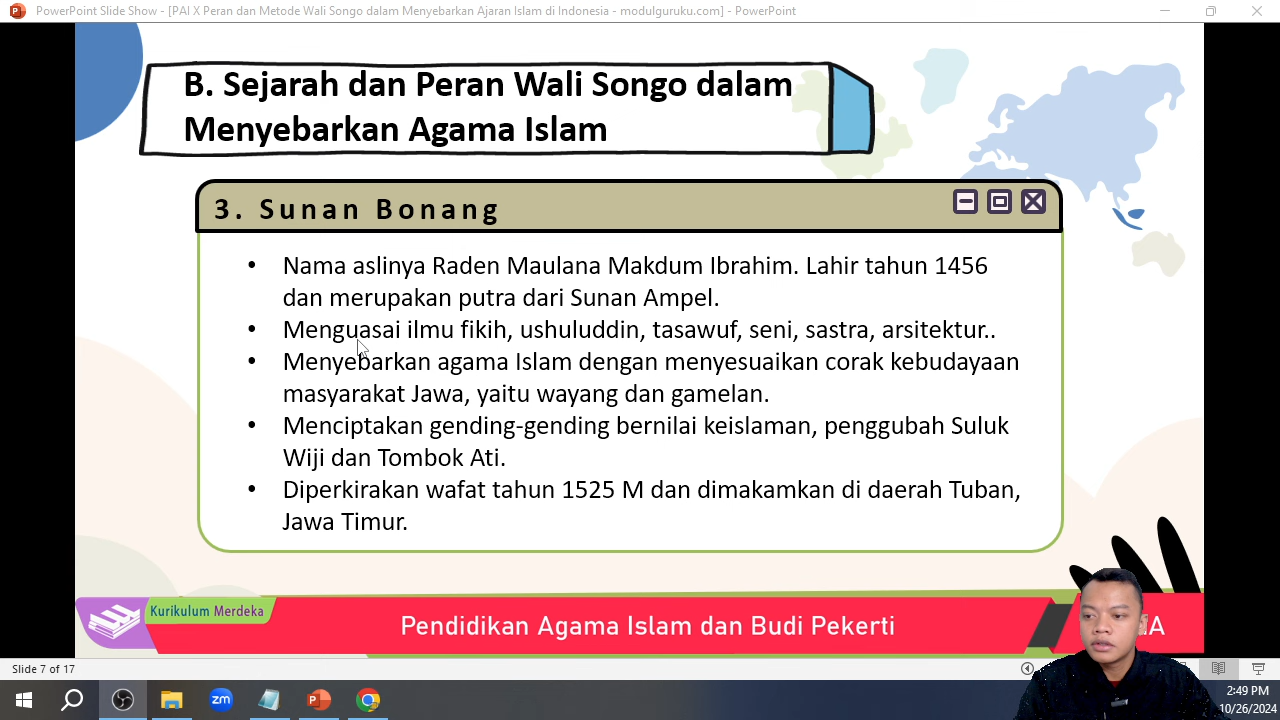 PowerPoint Slide Show - [PAI X Peran dan Metode Wali Songo dalam Menyebarkan Ajaran Islam di Indonesia - modulguruku.com] - PowerPoint
B. Sejarah dan Peran Wali Songo dalam
Menyebarkan Agama Islam
3. Sunan Bonang
• Nama aslinya Raden Maulana Makdum Ibrahim. Lahir tahun 1456
dan merupakan putra dari Sunan Ampel.
• Menguasai ilmu fikih, ushuluddin, tasawuf, seni, sastra, arsitektur..
• Menyebarkan agama Islam dengan menyesuaikan corak kebudayaan
masyarakat Jawa, yaitu wayang dan gamelan.
• Menciptakan gending-gending bernilai keislaman, penggubah Suluk
Wiji dan Tombok Ati.
• Diperkirakan wafat tahun 1525 M dan dimakamkan di daerah Tuban,
Jawa Timur.
Kurikulum Merdeka
Pendidikan Agama Islam dan Budi Pekerti
Slide 7 of 17
zm
2:49 PM
10/26/2024